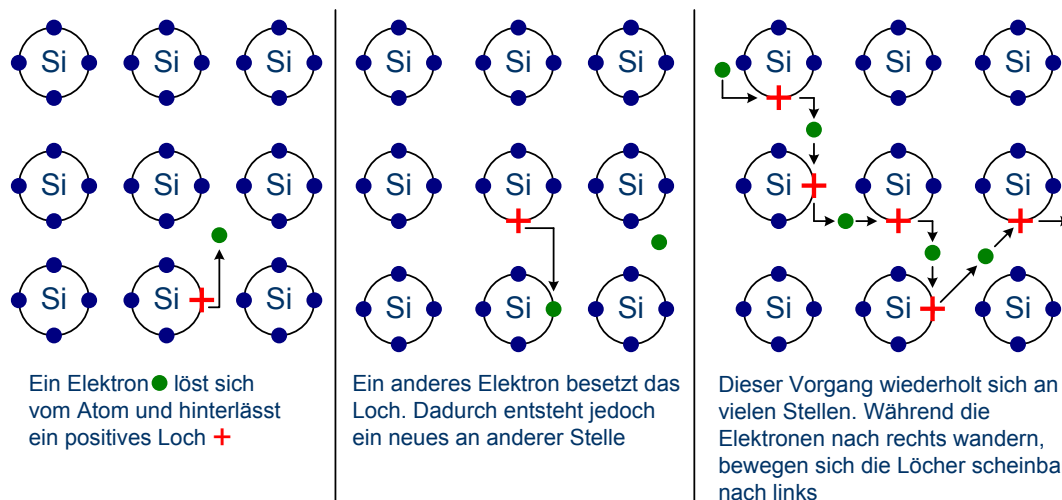 Si Si Si
Si Si Si
Si Si Si
Ein Elektron löst sich
vom Atom und hinterlässt
ein positives Loch +
Si Si Si
Si Si Si
Si Si Si
Ein anderes Elektron besetzt das
Loch. Dadurch entsteht jedoch
ein neues an anderer Stelle
Si Si Si
Si Si Si
Si Si Si
Dieser Vorgang wiederholt sich an
vielen Stellen. Während die
Elektronen nach rechts wandern,
bewegen sich die Löcher scheinba
nach links